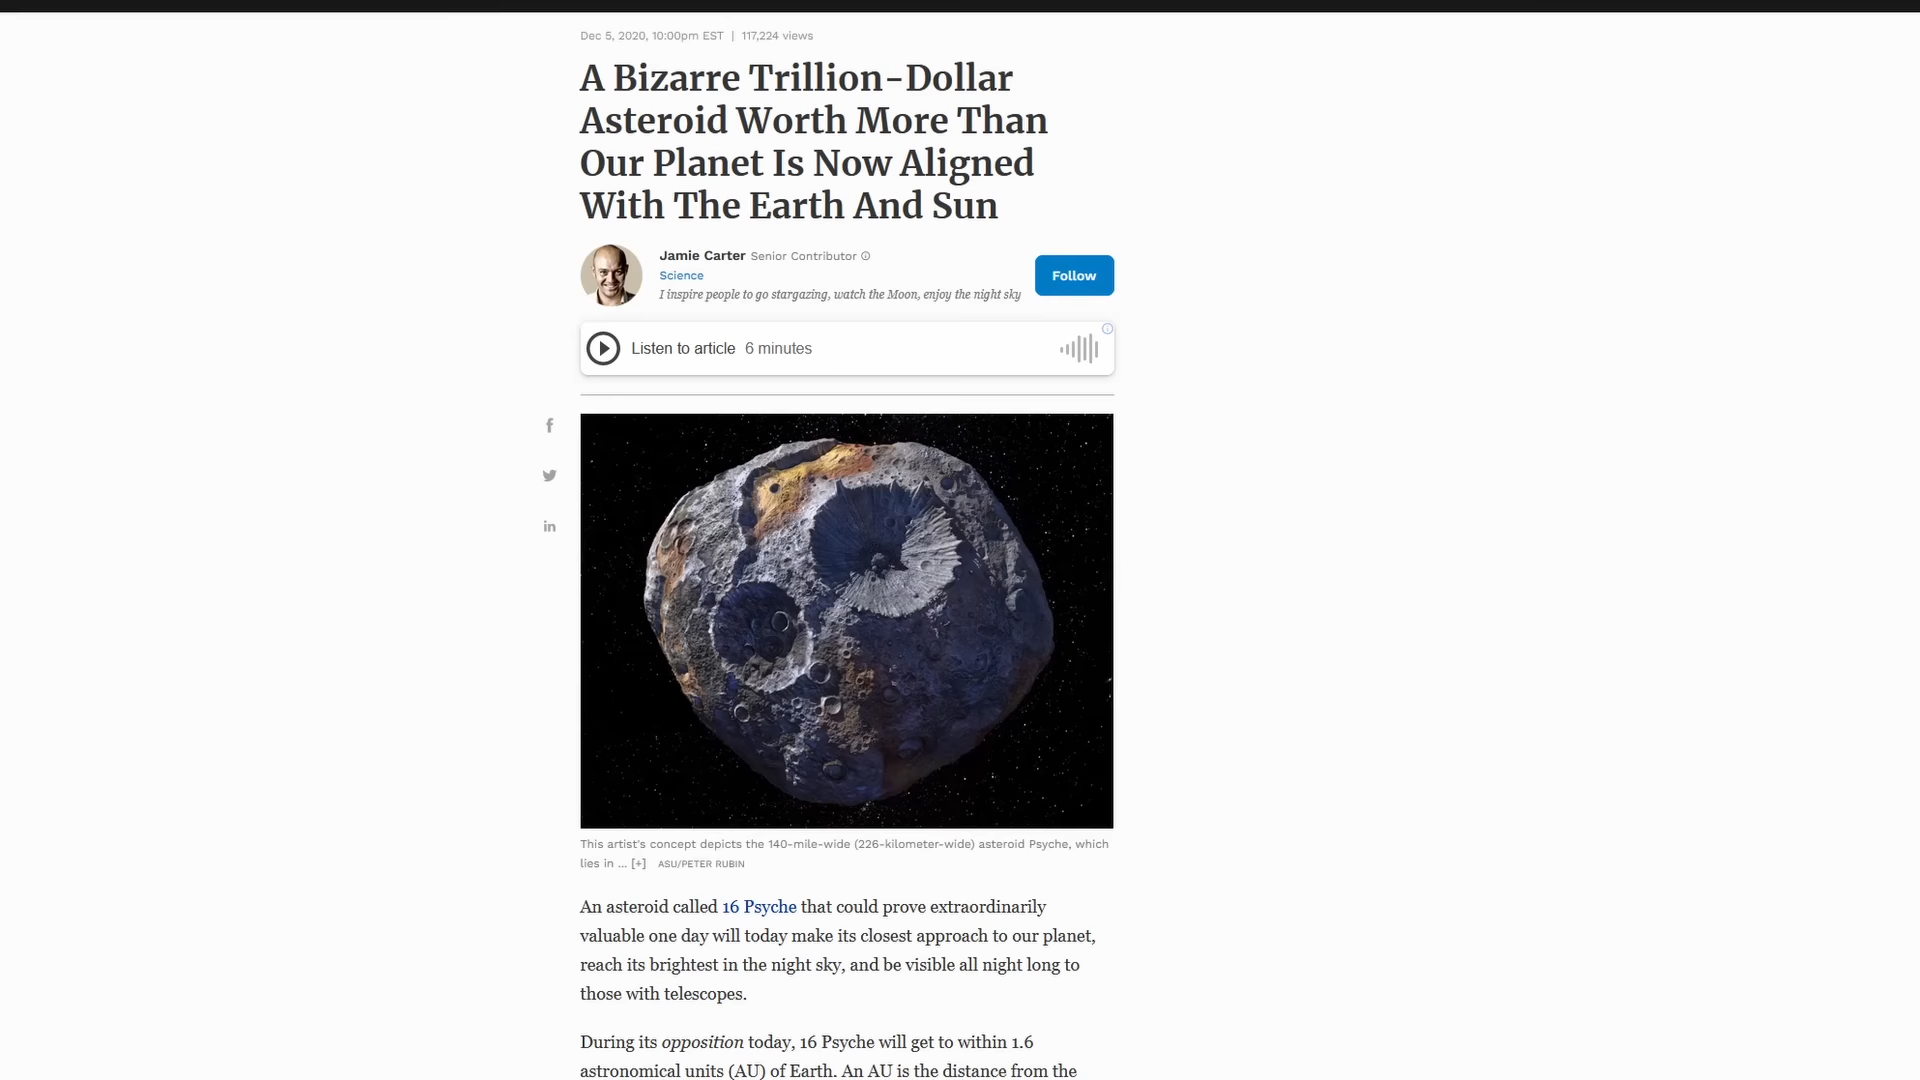 Dec 5, 2020, 10:00pm EST | 117,224 views
A Bizarre Trillion-Dollar
Asteroid Worth More Than
Our Planet Is Now Aligned
With The Earth And Sun
Jamie Carter Senior Contributor
Science
I inspire people to go stargazing, watch the Moon, enjoy the night sky
Follow
Listen to article 6 minutes
This artist's concept depicts the 140-mile-wide (226-kilometer-wide) asteroid Psyche, which
lies in ... [+] ASU/PETER RUBIN
An asteroid called 16 Psyche that could prove extraordinarily
valuable one day will today make its closest approach to our planet,
reach its brightest in the night sky, and be visible all night long to
those with telescopes.
During its opposition today, 16 Psyche will get to within 1.6
astronomical units (AU) of Earth. An AU is the distance from the